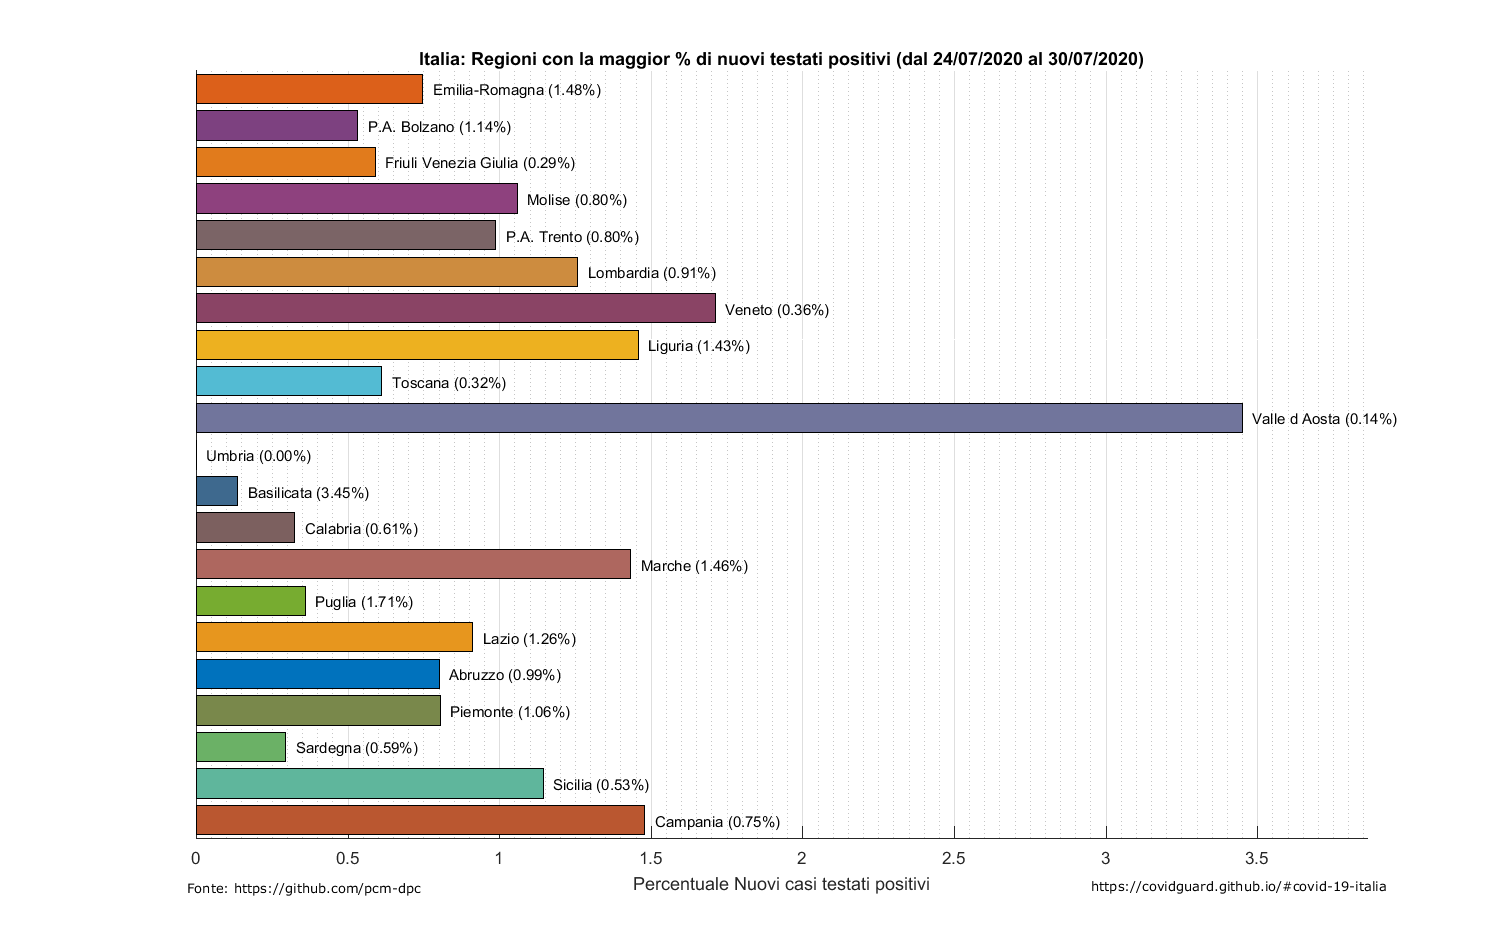 Italia: Regioni con la maggior % di nuovi testati positivi (dal 24/07/2020 al 30/07/2020)
Emilia-Romagna (1.48%)
P.A. Bolzano (1.14%)
Friuli Venezia Giulia (0.29%)
Molise (0.80%)
P.A. Trento (0.80%)
Lombardia (0.91%)
Veneto (0.36%)
Liguria (1.43%)
Toscana (0.32%)
Valle d Aosta (0.14%)
Umbria (0.00%)
Basilicata (3.45%)
Calabria (0.61%)
Marche (1.46%)
Puglia (1.71%)
Lazio (1.26%)
Abruzzo (0.99%)
Piemonte (1.06%)
Sardegna (0.59%)
Sicilia (0.53%)
Campania (0.75%)
0 0.5 1 1.5 2 2.5 3 3.5
Percentuale Nuovi casi testati positivi
Fonte: https://github.com/pcm-dpc
https://covidguard.github.io/#covid-19-italia